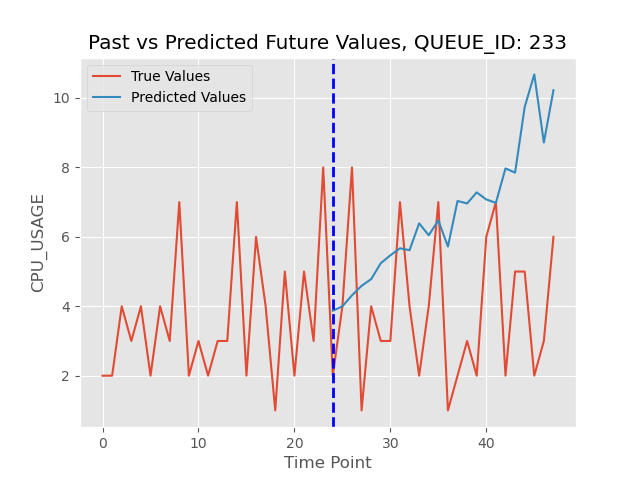 Past vs Predicted Future Values, QUEUE_ID: 233
True Values
Predicted Values
CPU_USAGE
10
8
6
4
2
0
10
20
30
40
Time Point